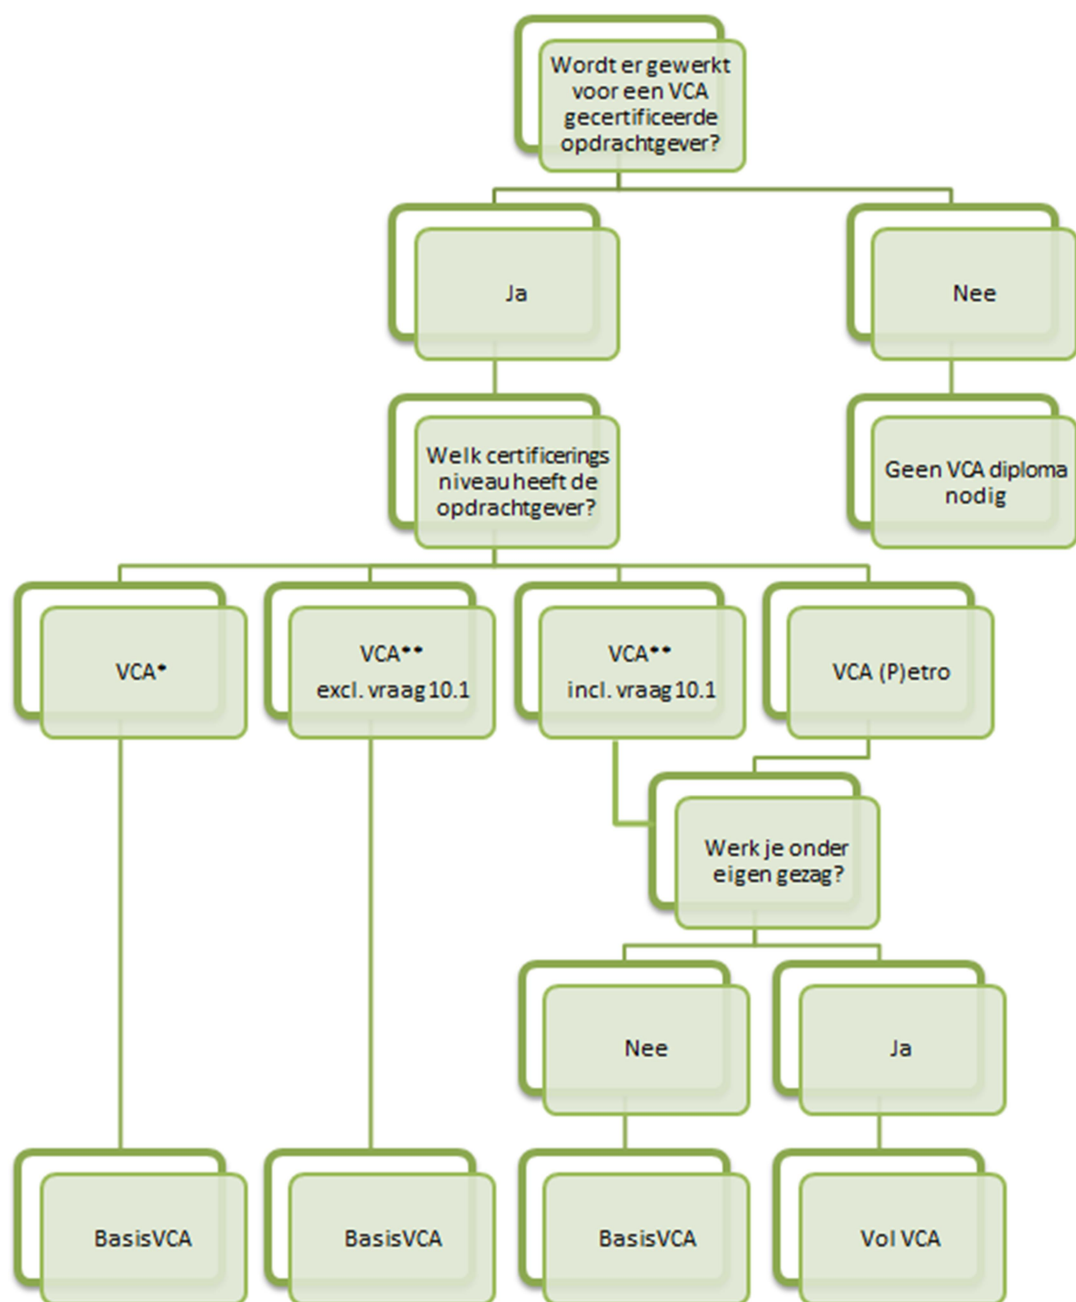 Wordt er gewerkt
voor een VCA
gecertificeerde
opdrachtgever?
Ja
Nee
Welk certificerings
niveau heeft de
opdrachtgever?
Geen VCA diploma
nodig
VCA*
VCA**
excl. vraag 10.1
VCA**
incl. vraag 10.1
VCA (P)etro
Werk je onder
eigen gezag?
Nee
Ja
BasisVCA
BasisVCA
BasisVCA
Vol VCA